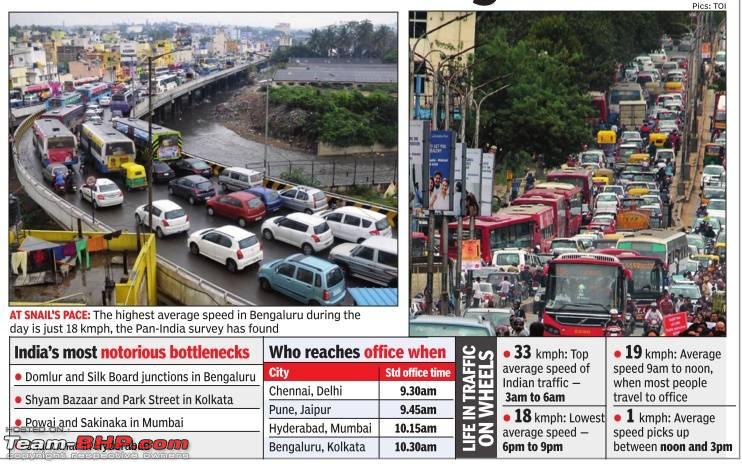 Pics: TOI
AT SNAIL'S PACE: The highest average speed in Bengaluru during the
day is just 18 kmph, the Pan-India survey has found
India's most notorious bottlenecks
• Domlur and Silk Board junctions in Bengaluru
• Shyam Bazaar and Park Street in Kolkata
• Powai and Sakinaka in Mumbai
HOSTED ON
Team-BHP.com
respective owners
Who reaches office when
City Std office time
Chennai, Delhi 9.30am
Pune, Jaipur 9.45am
Hyderabad, Mumbai 10.15am
Bengaluru, Kolkata 10.30am
LIFE IN TRAFFIC
ON WHEELS
• 33 kmph: Top
average speed of
Indian traffic —
3am to 6am
• 18 kmph: Lowest
average speed —
6pm to 9pm
• 19 kmph: Average
speed 9am to noon,
when most people
travel to office
• 1 kmph: Average
speed picks up
between noon and 3pm